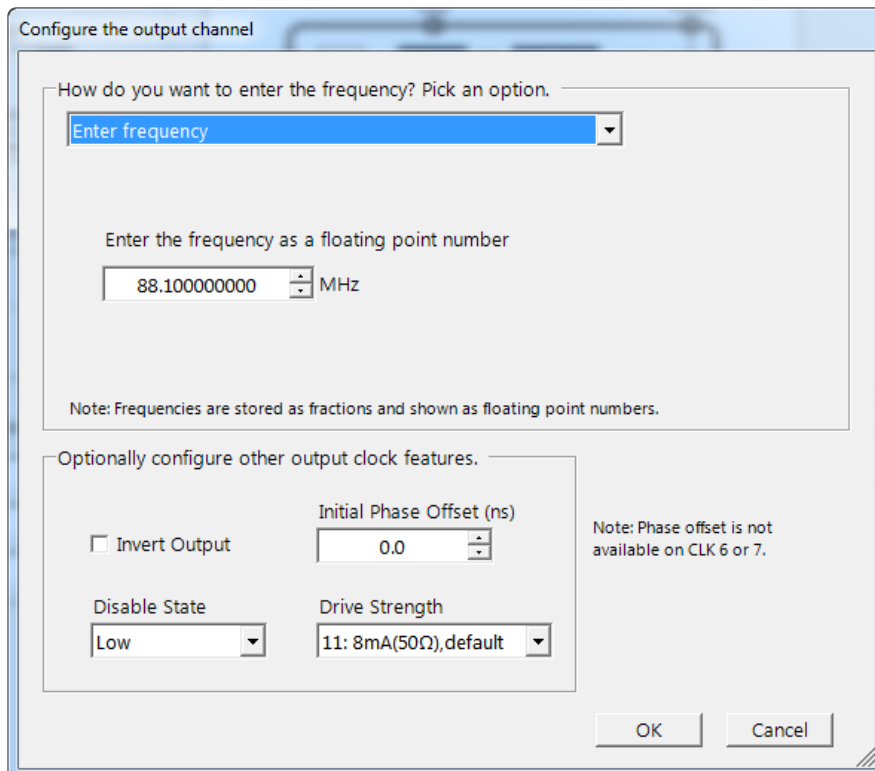 Configure the output channel
How do you want to enter the frequency? Pick an option.
Enter frequency
Enter the frequency as a floating point number
88.100000000 MHz
Note: Frequencies are stored as fractions and shown as floating point numbers.
Optionally configure other output clock features.
Initial Phase Offset (ns)
Invert Output
0.0
Note: Phase offset is not
available on CLK 6 or 7.
Disable State
Drive Strength
Low
11: 8mA(50Ω),default
OK
Cancel